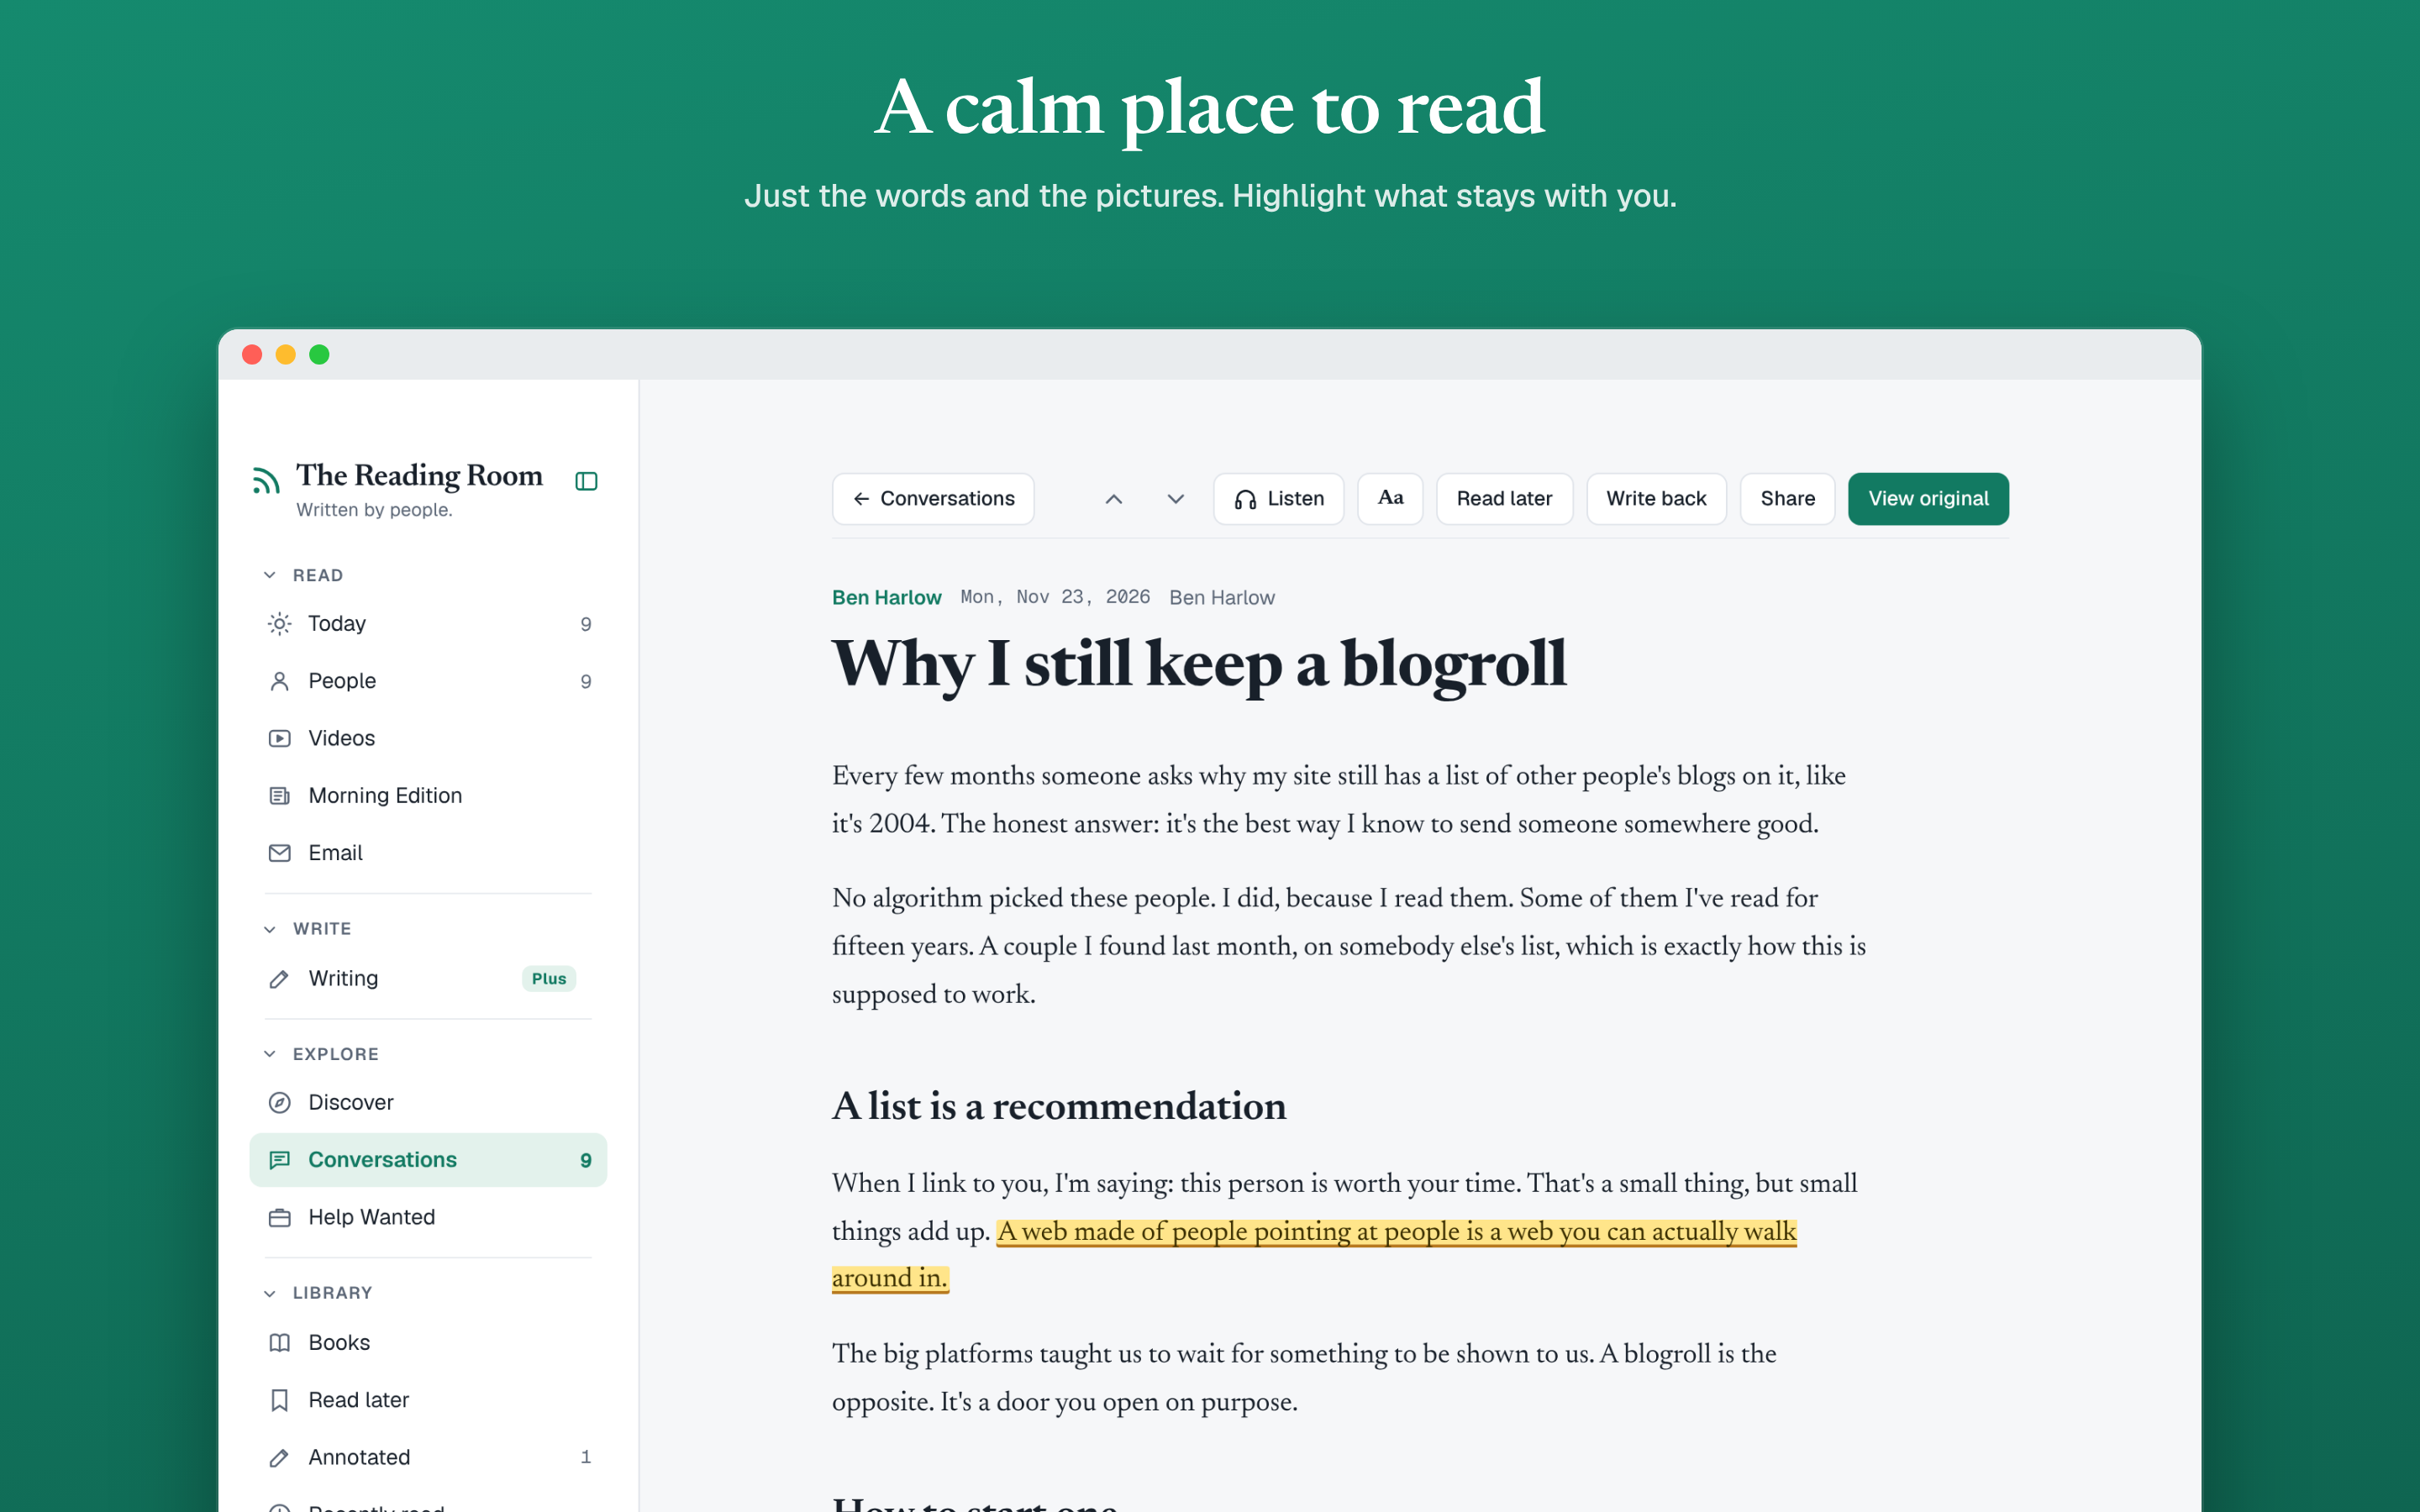 A calm place to read
Just the words and the pictures. Highlight what stays with you.
The Reading Room
Written by people.
READ
Today 9
People 9
Videos
Morning Edition
Email
WRITE
Writing Plus
EXPLORE
Discover
Conversations 9
Help Wanted
LIBRARY
Books
Read later
Annotated 1
Recently read
← Conversations Listen Aa Read later Write back Share View original
Ben Harlow Mon, Nov 23, 2026 Ben Harlow
Why I still keep a blogroll
Every few months someone asks why my site still has a list of other people's blogs on it, like
it's 2004. The honest answer: it's the best way I know to send someone somewhere good.
No algorithm picked these people. I did, because I read them. Some of them I've read for
fifteen years. A couple I found last month, on somebody else's list, which is exactly how this is
supposed to work.
A list is a recommendation
When I link to you, I'm saying: this person is worth your time. That's a small thing, but small
things add up. A web made of people pointing at people is a web you can actually walk
around in.
The big platforms taught us to wait for something to be shown to us. A blogroll is the
opposite. It's a door you open on purpose.
How to start one